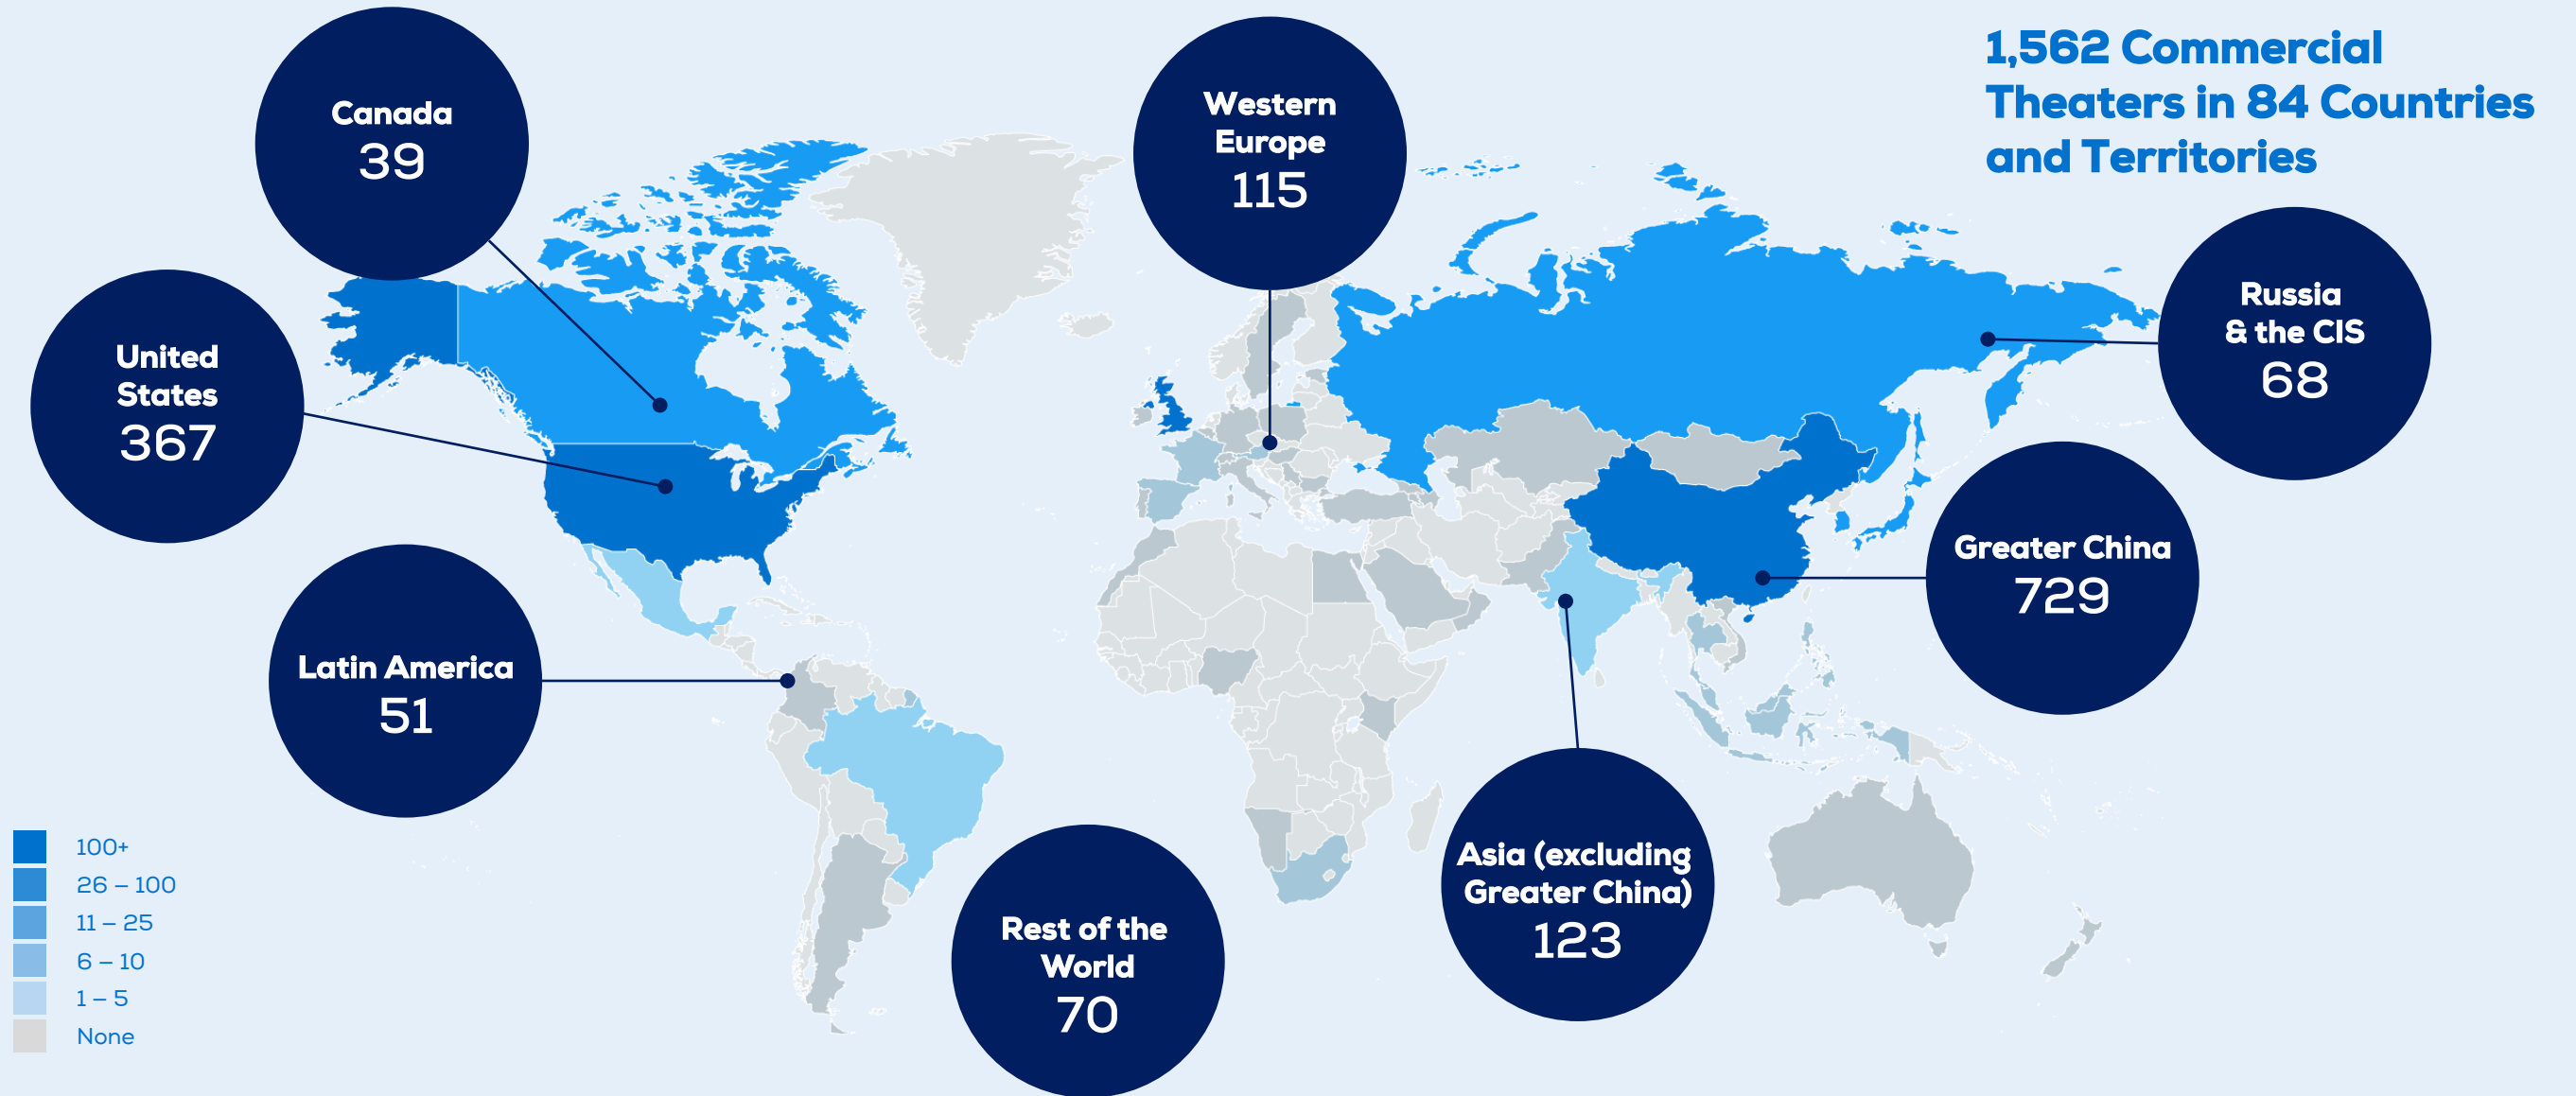 1,562 Commercial
Theaters in 84 Countries
and Territories
Canada
39
Western
Europe
115
Russia
& the CIS
68
United
States
367
Greater China
729
Latin America
51
Asia (excluding
Greater China)
123
Rest of the
World
70
100+
26 – 100
11 – 25
6 – 10
1 – 5
None